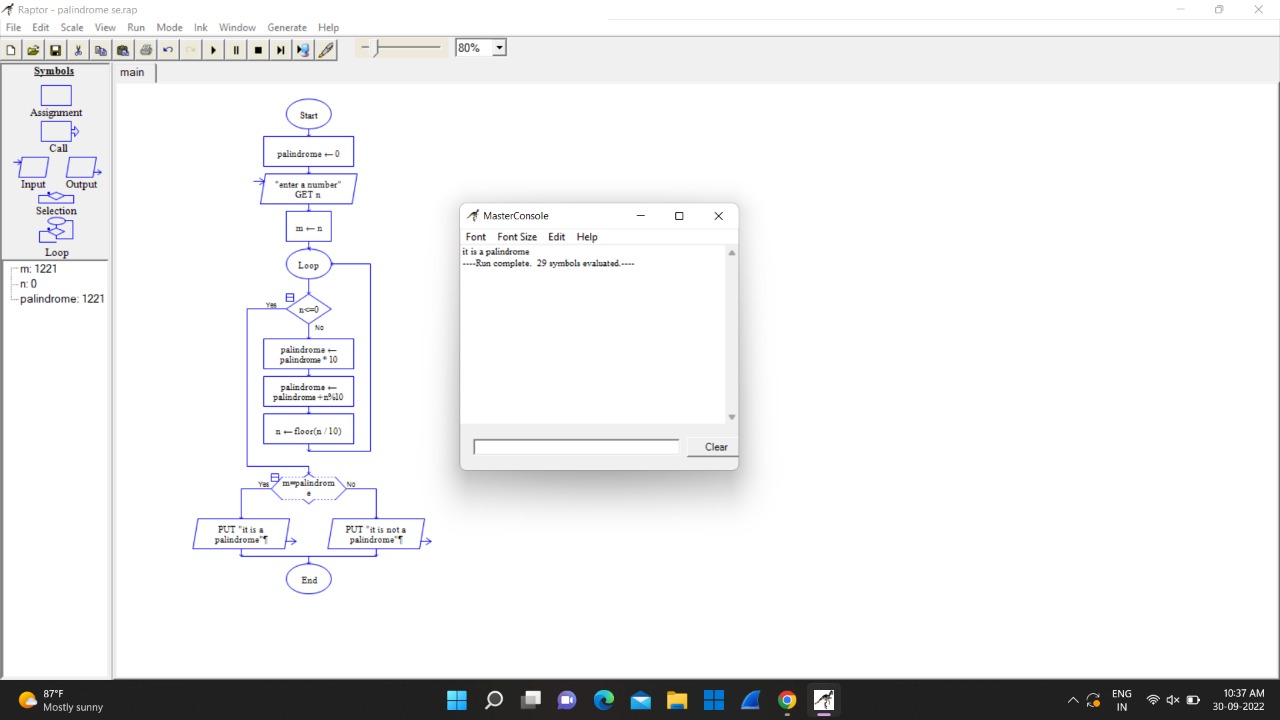 Raptor - palindrome se.rap
File Edit Scale View Run Mode Ink Window Generate Help
80%
Symbols
Assignment
Call
Input Output
Selection
Loop
m: 1221
n: 0
palindrome: 1221
main
Start
palindrome ← 0
"enter a number"
GET n
m ← n
Loop
Yes
n<=0
No
palindrome ←
palindrome * 10
palindrome ←
palindrome + n%10
n ← floor(n / 10)
Yes
m=palindrom
e
No
PUT "it is a
palindrome"¶
PUT "it is not a
palindrome"¶
End
MasterConsole
Font Font Size Edit Help
it is a palindrome
----Run complete. 29 symbols evaluated.----
Clear
87°F
Mostly sunny
ENG
IN
10:37 AM
30-09-2022